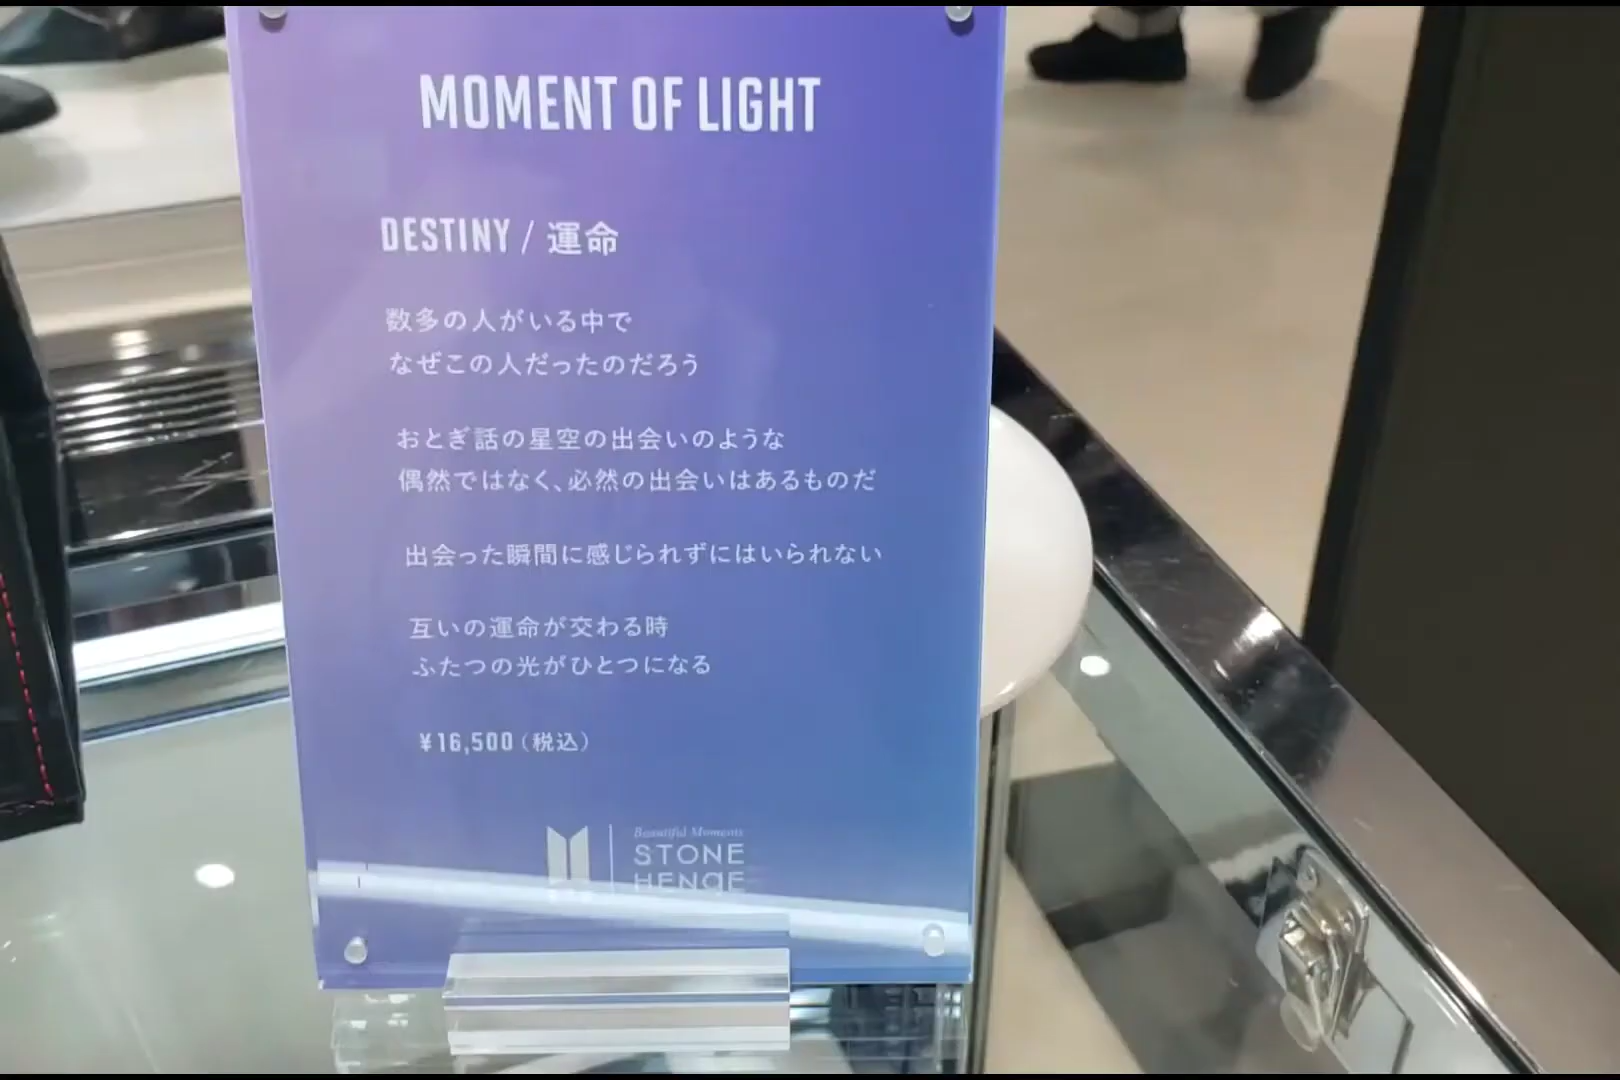 MOMENT OF LIGHT
DESTINY / 運命
数多の人がいる中で
なぜこの人だったのだろう
おとぎ話の星空の出会いのような
偶然ではなく、必然の出会いはあるものだ
出会った瞬間に感じられずにはいられない
互いの運命が交わる時
ふたつの光がひとつになる
¥16,500（税込）
Beautiful Moments
STONE
HENGE